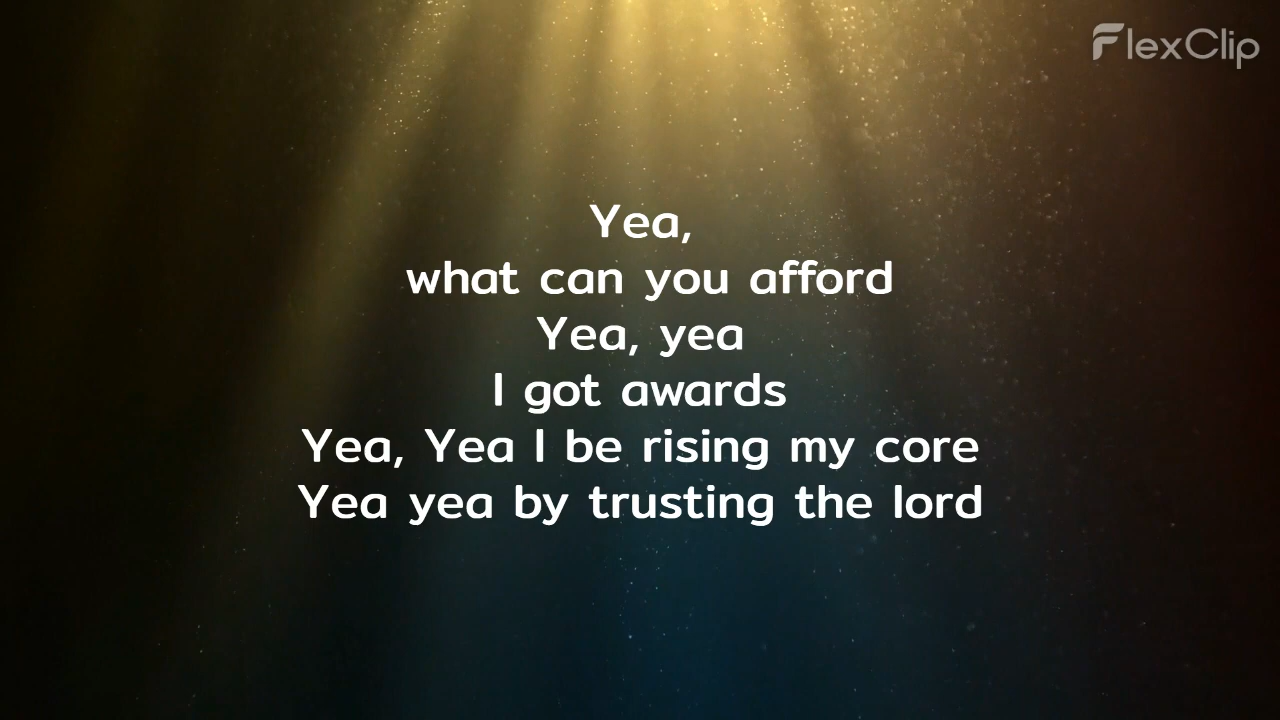 FlexClip
Yea,
what can you afford
Yea, yea
I got awards
Yea, Yea I be rising my core
Yea yea by trusting the lord